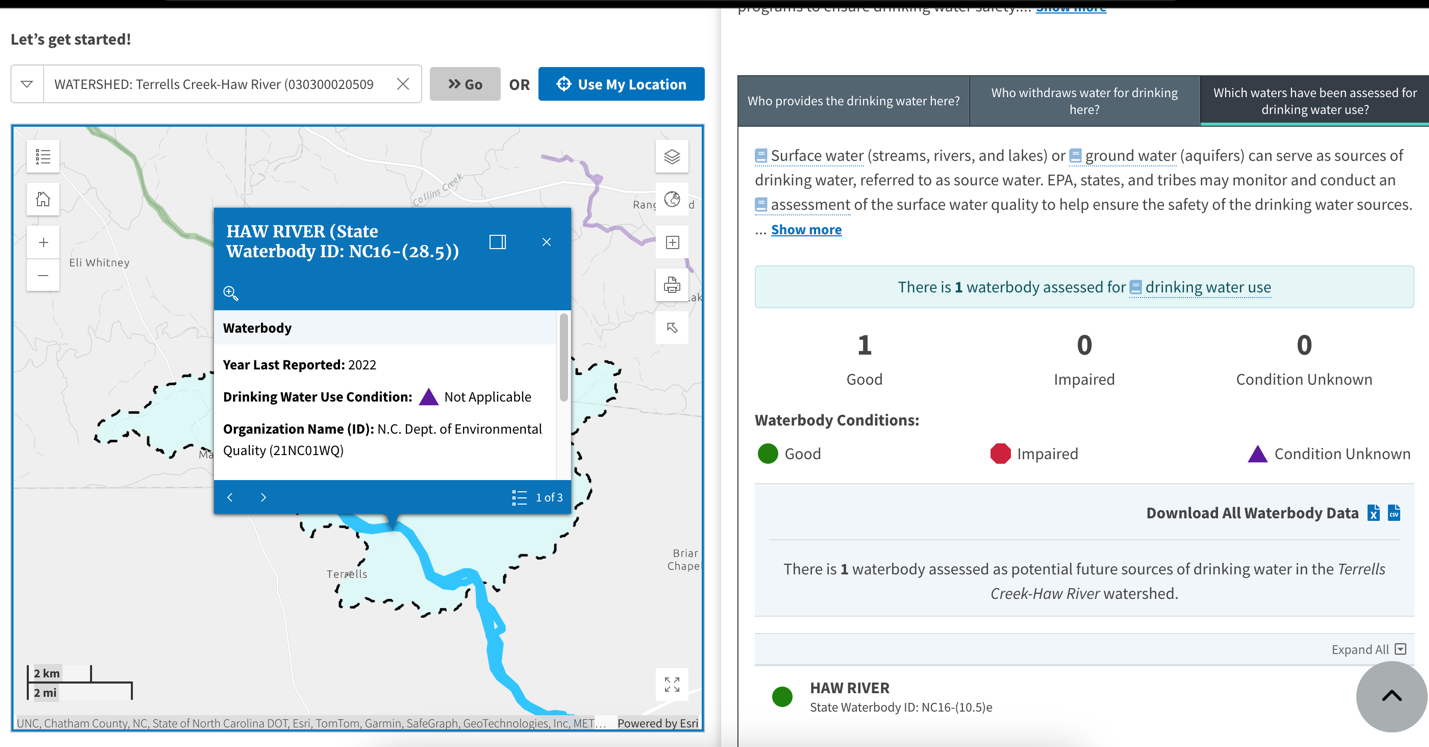 programs to ensure drinking water safety.... Show more
Let's get started!
WATERSHED: Terrells Creek-Haw River (030300020509
Go
OR
Use My Location
Collins Creek
Eli Whitney
HAW RIVER (State
Waterbody ID: NC16-(28.5))
Waterbody
Year Last Reported: 2022
Drinking Water Use Condition: Not Applicable
Organization Name (ID): N.C. Dept. of Environmental
Quality (21NC01WQ)
1 of 3
Terrells
Briar
Chape
2 km
2 mi
UNC, Chatham County, NC, State of North Carolina DOT, Esri, TomTom, Garmin, SafeGraph, GeoTechnologies, Inc, MET... Powered by Esri
Who provides the drinking water here?
Who withdraws water for drinking
here?
Which waters have been assessed for
drinking water use?
Surface water (streams, rivers, and lakes) or ground water (aquifers) can serve as sources of
drinking water, referred to as source water. EPA, states, and tribes may monitor and conduct an
assessment of the surface water quality to help ensure the safety of the drinking water sources.
... Show more
There is 1 waterbody assessed for drinking water use
1
Good
0
Impaired
0
Condition Unknown
Waterbody Conditions:
Good
Impaired
Condition Unknown
Download All Waterbody Data
There is 1 waterbody assessed as potential future sources of drinking water in the Terrells
Creek-Haw River watershed.
Expand All
HAW RIVER
State Waterbody ID: NC16-(10.5)e